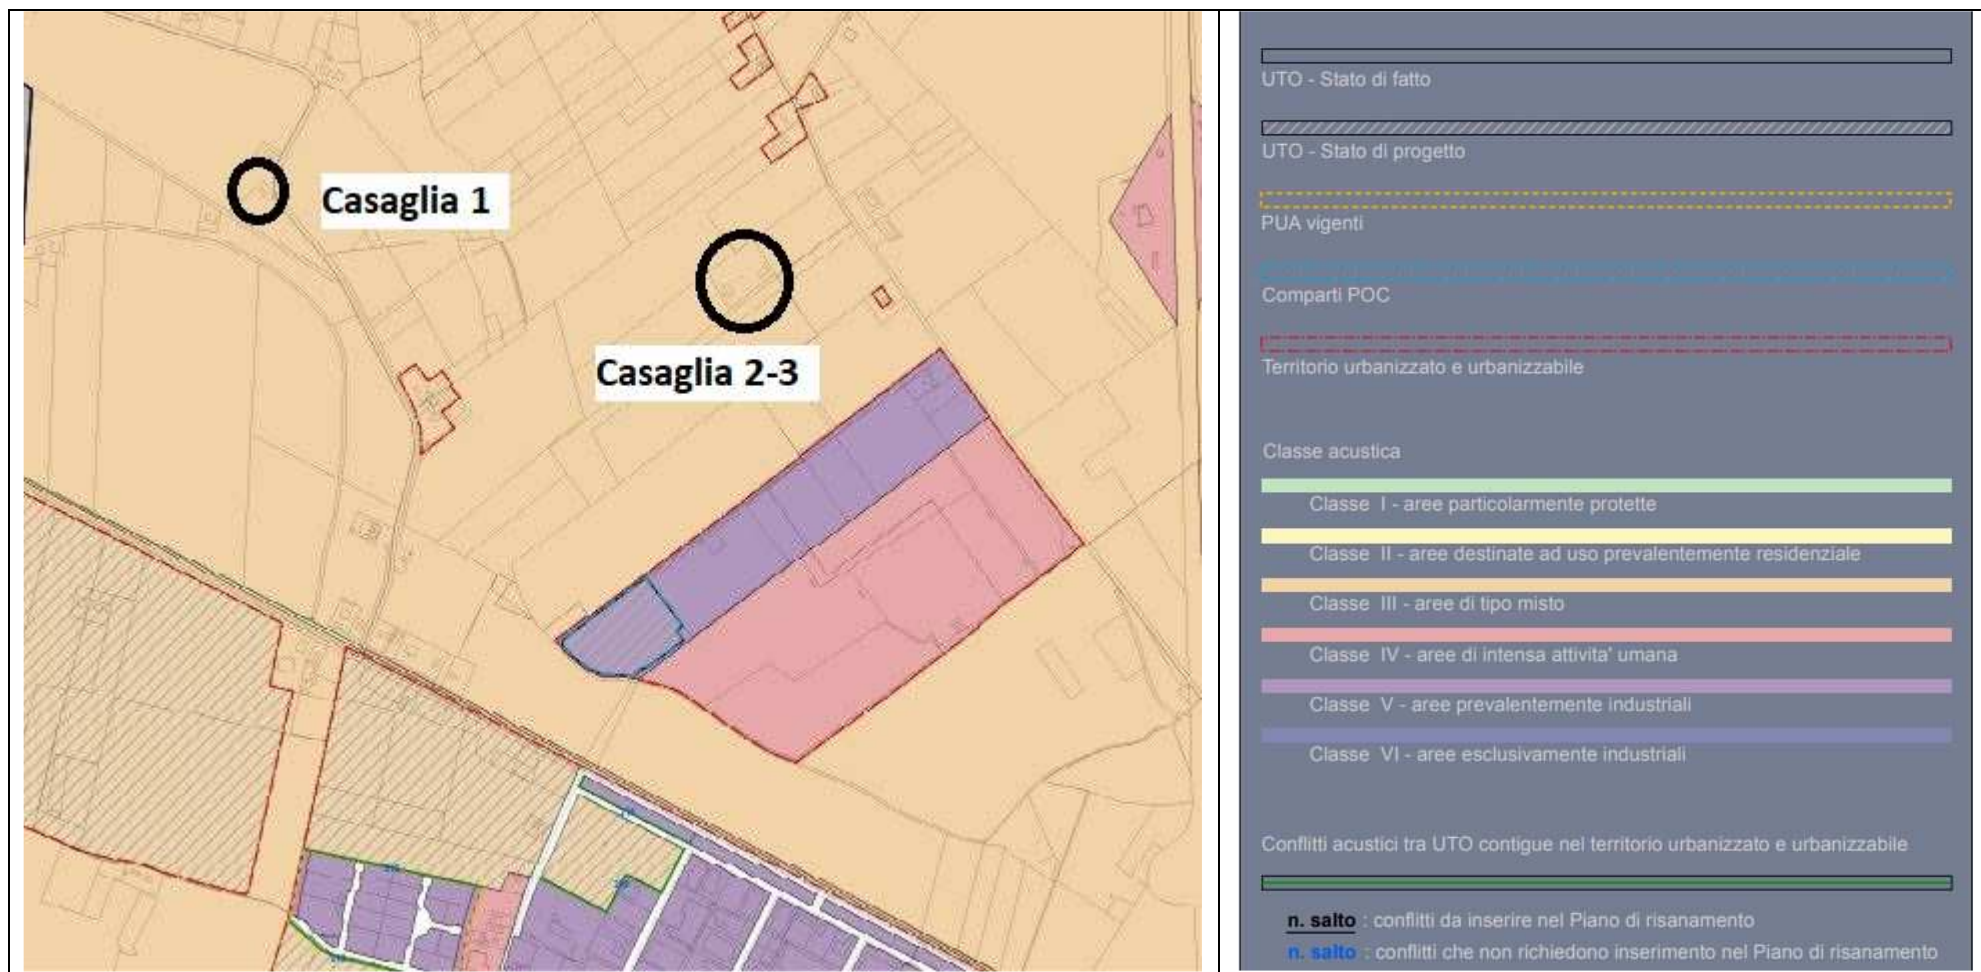 Casaglia 1
Casaglia 2-3
UTO - Stato di fatto
UTO - Stato di progetto
PUA vigenti
Comparti POC
Territorio urbanizzato e urbanizzabile
Classe acustica
Classe I - aree particolarmente protette
Classe II - aree destinate ad uso prevalentemente residenziale
Classe III - aree di tipo misto
Classe IV - aree di intensa attivita' umana
Classe V - aree prevalentemente industriali
Classe VI - aree esclusivamente industriali
Conflitti acustici tra UTO contigue nel territorio urbanizzato e urbanizzabile
n. salto : conflitti da inserire nel Piano di risanamento
n. salto : conflitti che non richiedono inserimento nel Piano di risanamento